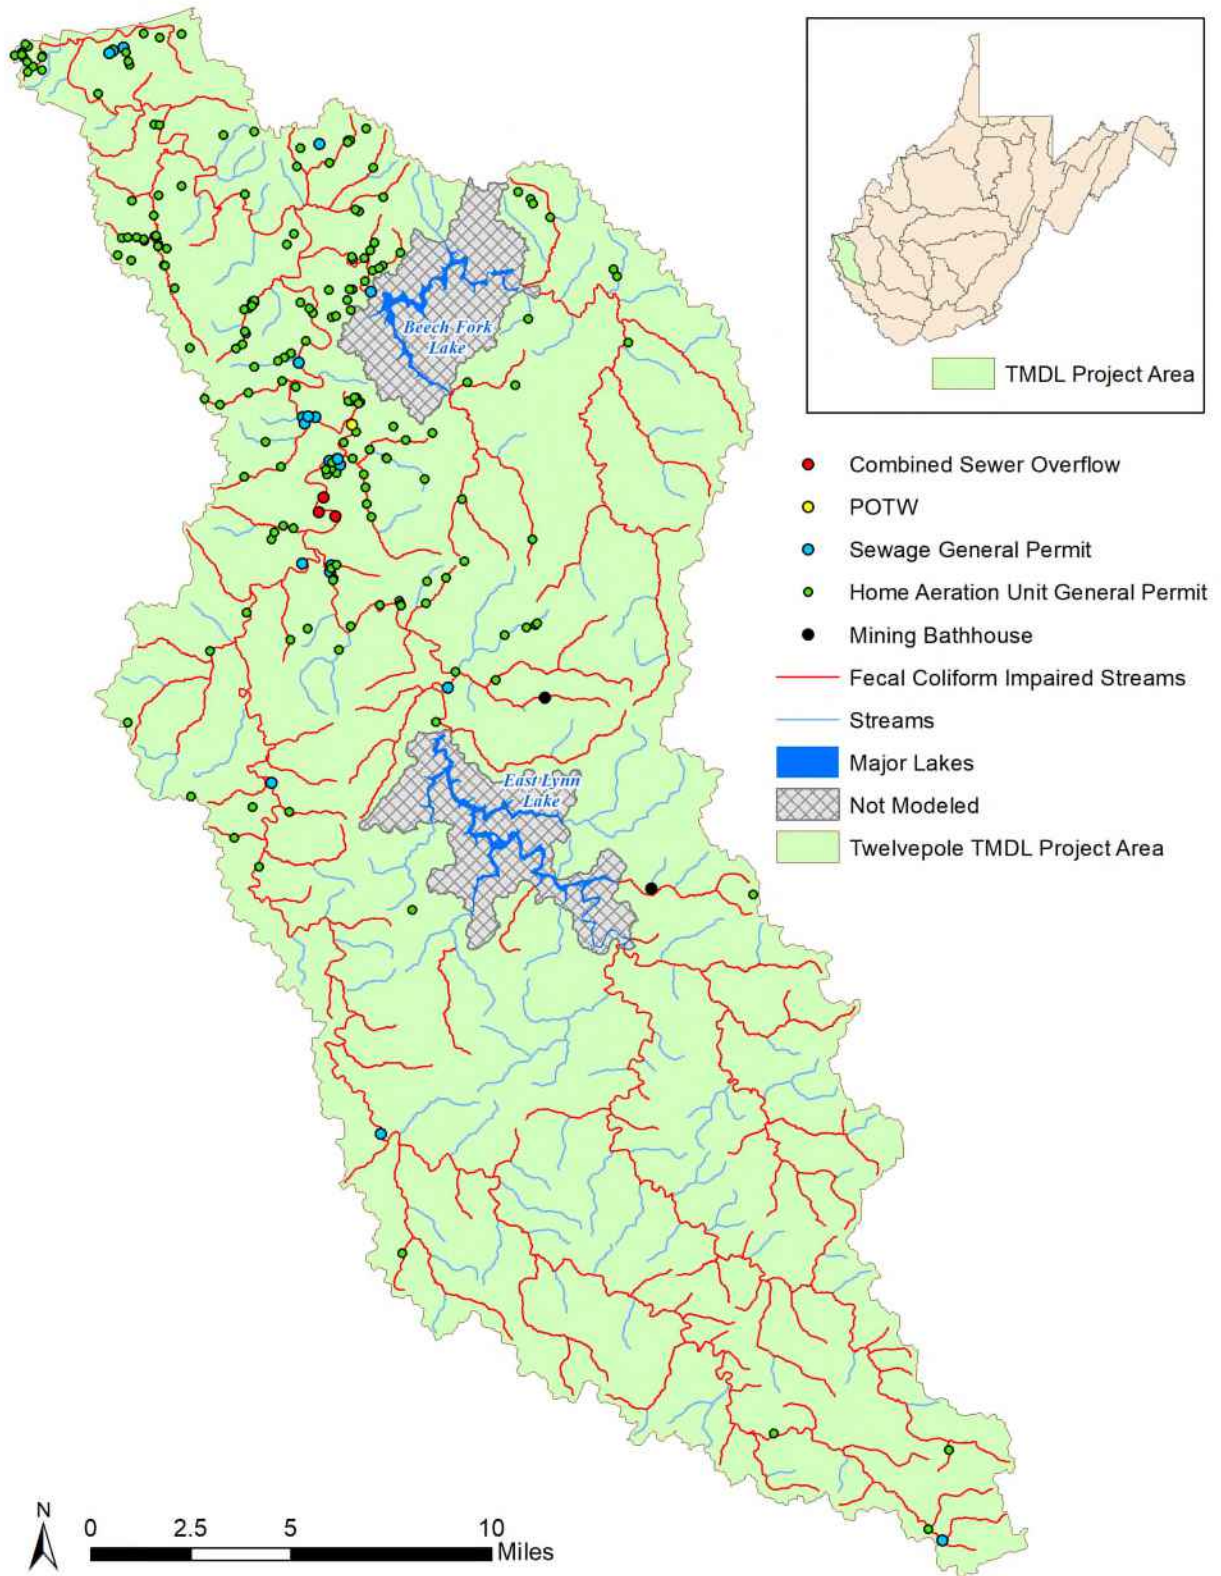 TMDL Project Area
Beech Fork
Lake
Combined Sewer Overflow
POTW
Sewage General Permit
Home Aeration Unit General Permit
Mining Bathhouse
Fecal Coliform Impaired Streams
Streams
Major Lakes
Not Modeled
Twelvepole TMDL Project Area
East Lynn
Lake
N
0 2.5 5 10
Miles